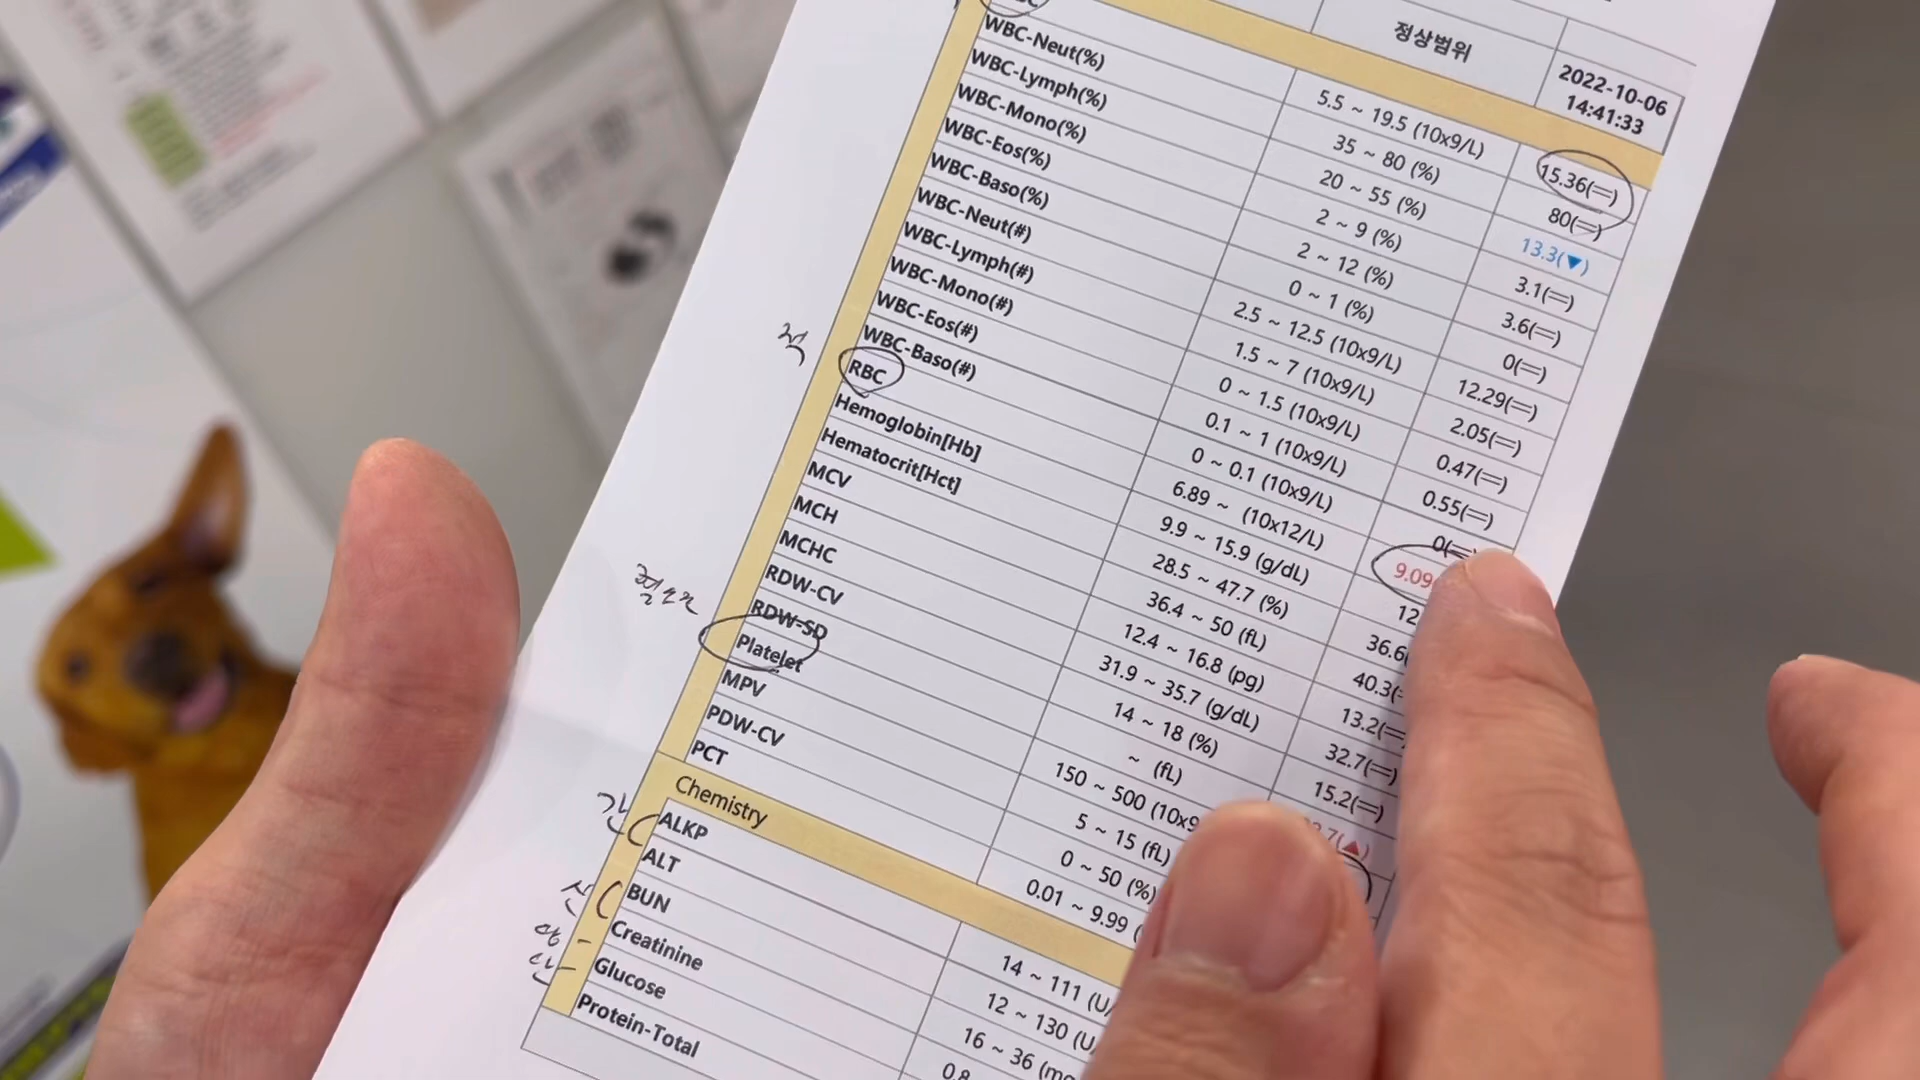 정상범위 2022-10-06 14:41:33
5.5 ~ 19.5 (10x9/L) 15.36(=)
WBC-Neut(%) 35 ~ 80 (%) 80(=)
WBC-Lymph(%) 20 ~ 55 (%) 13.3(▼)
WBC-Mono(%) 2 ~ 9 (%) 3.1(=)
WBC-Eos(%) 2 ~ 12 (%) 3.6(=)
WBC-Baso(%) 0 ~ 1 (%) 0(=)
WBC-Neut(#) 2.5 ~ 12.5 (10x9/L) 12.29(=)
WBC-Lymph(#) 1.5 ~ 7 (10x9/L) 2.05(=)
WBC-Mono(#) 0 ~ 1.5 (10x9/L) 0.47(=)
WBC-Eos(#) 0.1 ~ 1 (10x9/L) 0.55(=)
WBC-Baso(#) 0 ~ 0.1 (10x9/L) 0(=)
RBC 6.89 ~ (10x12/L) 9.09
Hemoglobin[Hb] 9.9 ~ 15.9 (g/dL) 12
Hematocrit[Hct] 28.5 ~ 47.7 (%) 36.6(
MCV 36.4 ~ 50 (fL) 40.3(=
MCH 12.4 ~ 16.8 (pg) 13.2(=
MCHC 31.9 ~ 35.7 (g/dL) 32.7(=)
RDW-CV 14 ~ 18 (%) 15.2(=)
RDW-SD ~ (fL) 7(▲)
혈소판 Platelet 150 ~ 500 (10x9
MPV 5 ~ 15 (fL)
PDW-CV 0 ~ 50 (%)
PCT 0.01 ~ 9.99 (
Chemistry
간 ALKP 14 ~ 111 (U/
ALT 12 ~ 130 (U/
신 BUN 16 ~ 36 (mg
Creatinine 0.8
Glucose
Protein-Total